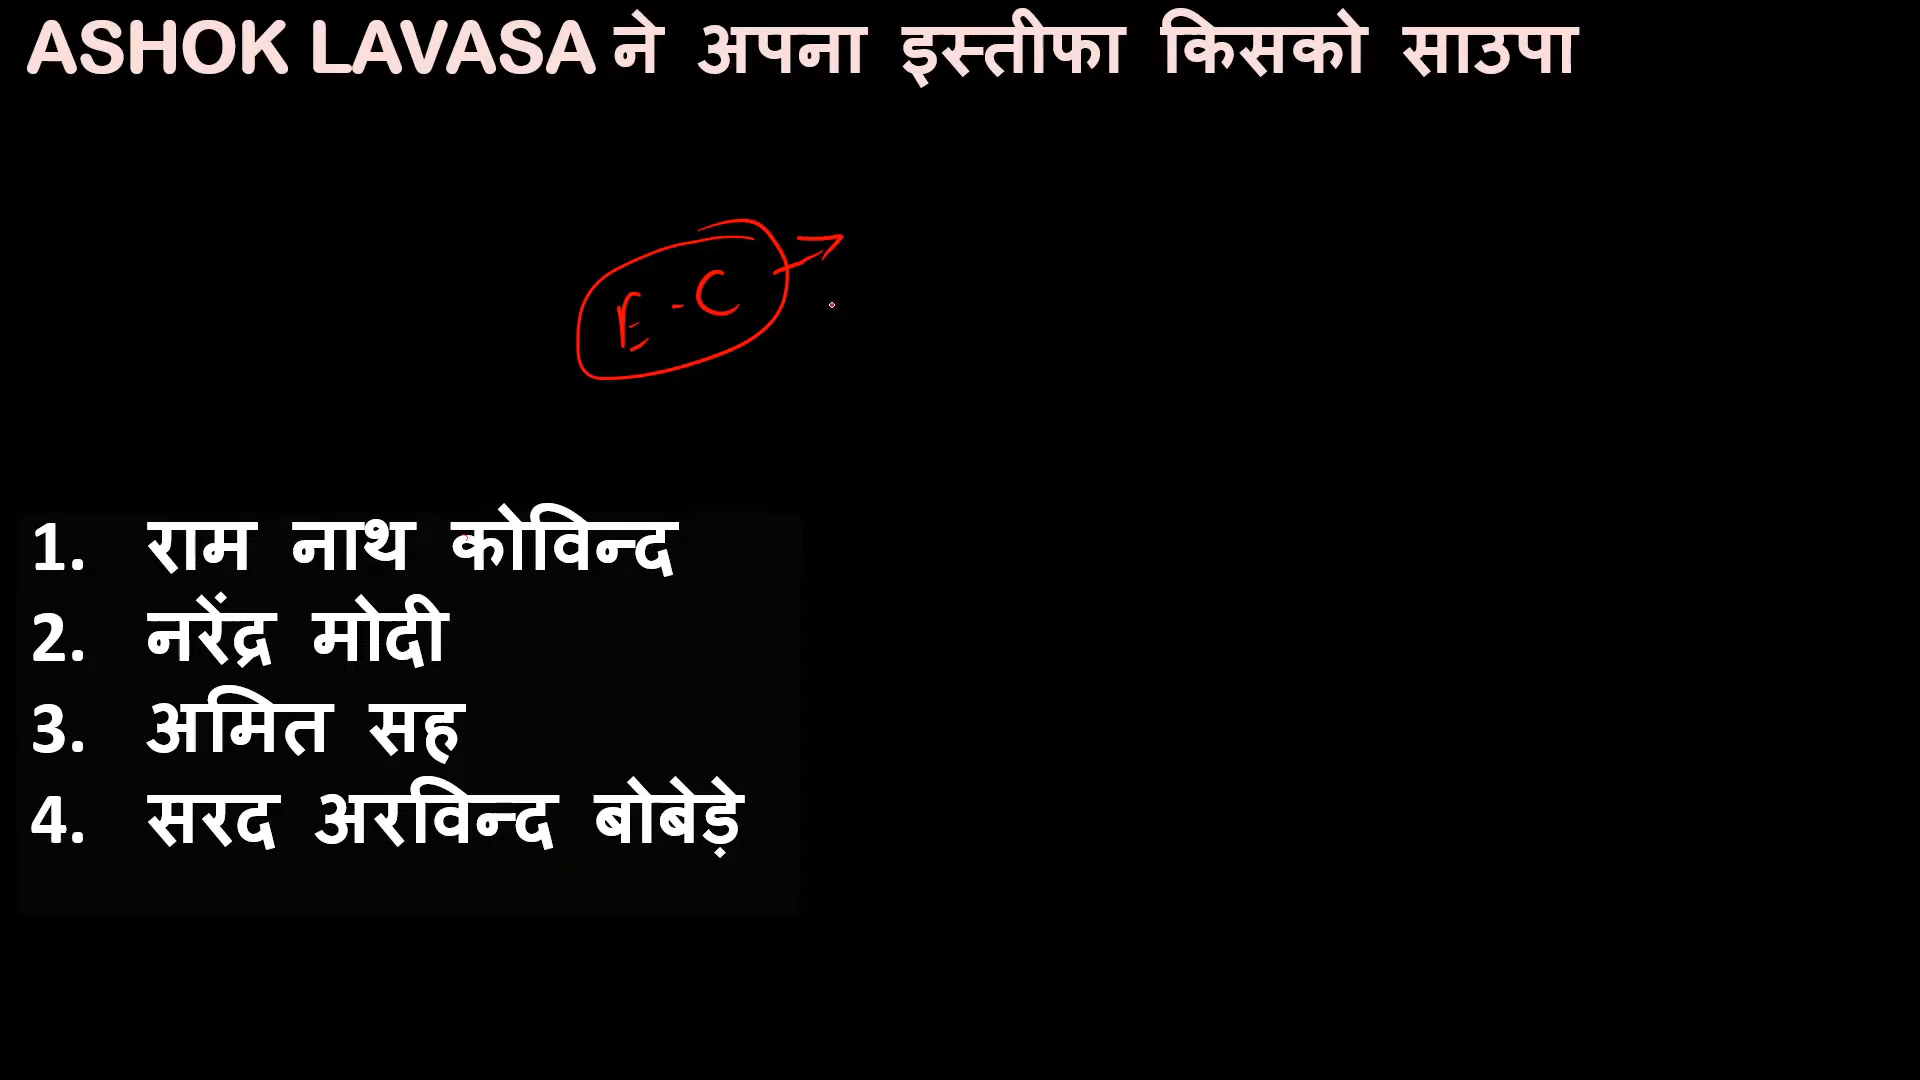 ASHOK LAVASA ने अपना इस्तीफा किसको साउपा
E-C
1. राम नाथ कोविन्द
2. नरेंद्र मोदी
3. अमित सह
4. सरद अरविन्द बोबेड़े